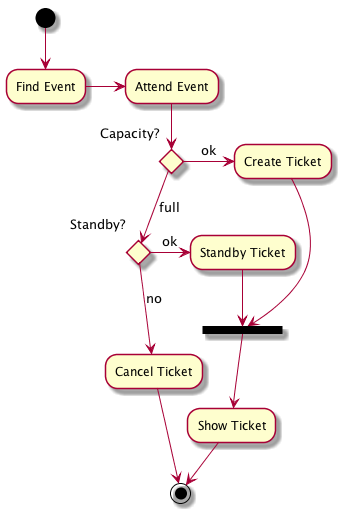 Find Event
Attend Event
Capacity?
ok
Create Ticket
full
Standby?
ok
Standby Ticket
no
Cancel Ticket
Show Ticket